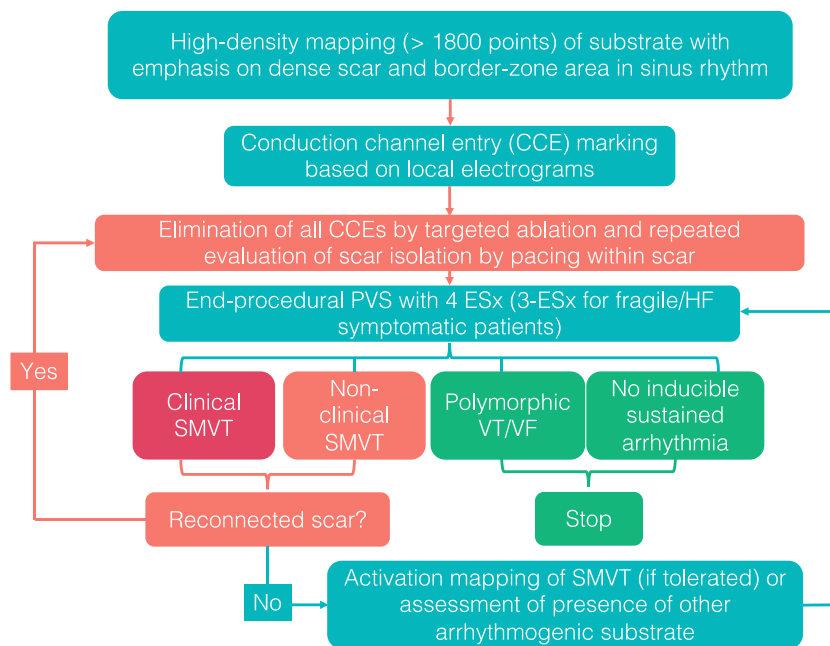 High-density mapping (> 1800 points) of substrate with
emphasis on dense scar and border-zone area in sinus rhythm
Conduction channel entry (CCE) marking
based on local electrograms
Elimination of all CCEs by targeted ablation and repeated
evaluation of scar isolation by pacing within scar
End-procedural PVS with 4 ESx (3-ESx for fragile/HF
symptomatic patients)
Yes
Clinical
SMVT
Non-
clinical
SMVT
Polymorphic
VT/VF
No inducible
sustained
arrhythmia
Reconnected scar?
Stop
No
Activation mapping of SMVT (if tolerated) or
assessment of presence of other
arrhythmogenic substrate